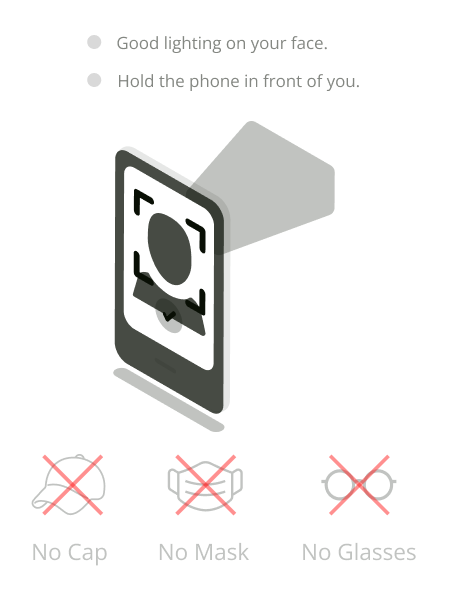 Good lighting on your face.
Hold the phone in front of you.
No Cap
No Mask
No Glasses